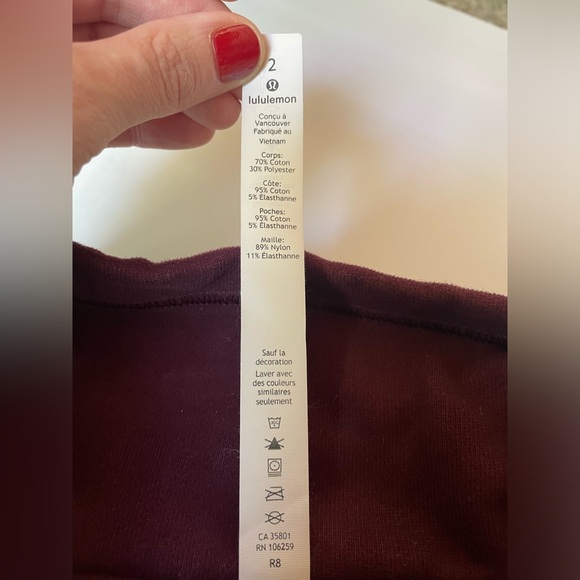 2
lululemon
Conçu à
Vancouver
Fabriqué au
Vietnam
Corps:
70% Coton
30% Polyester
Côte:
95% Coton
5% Élasthanne
Poches:
95% Coton
5% Élasthanne
Maille:
89% Nylon
11% Élasthanne
Sauf la
décoration
Laver avec
des couleurs
similaires
seulement
CA 35801
RN 106259
R8